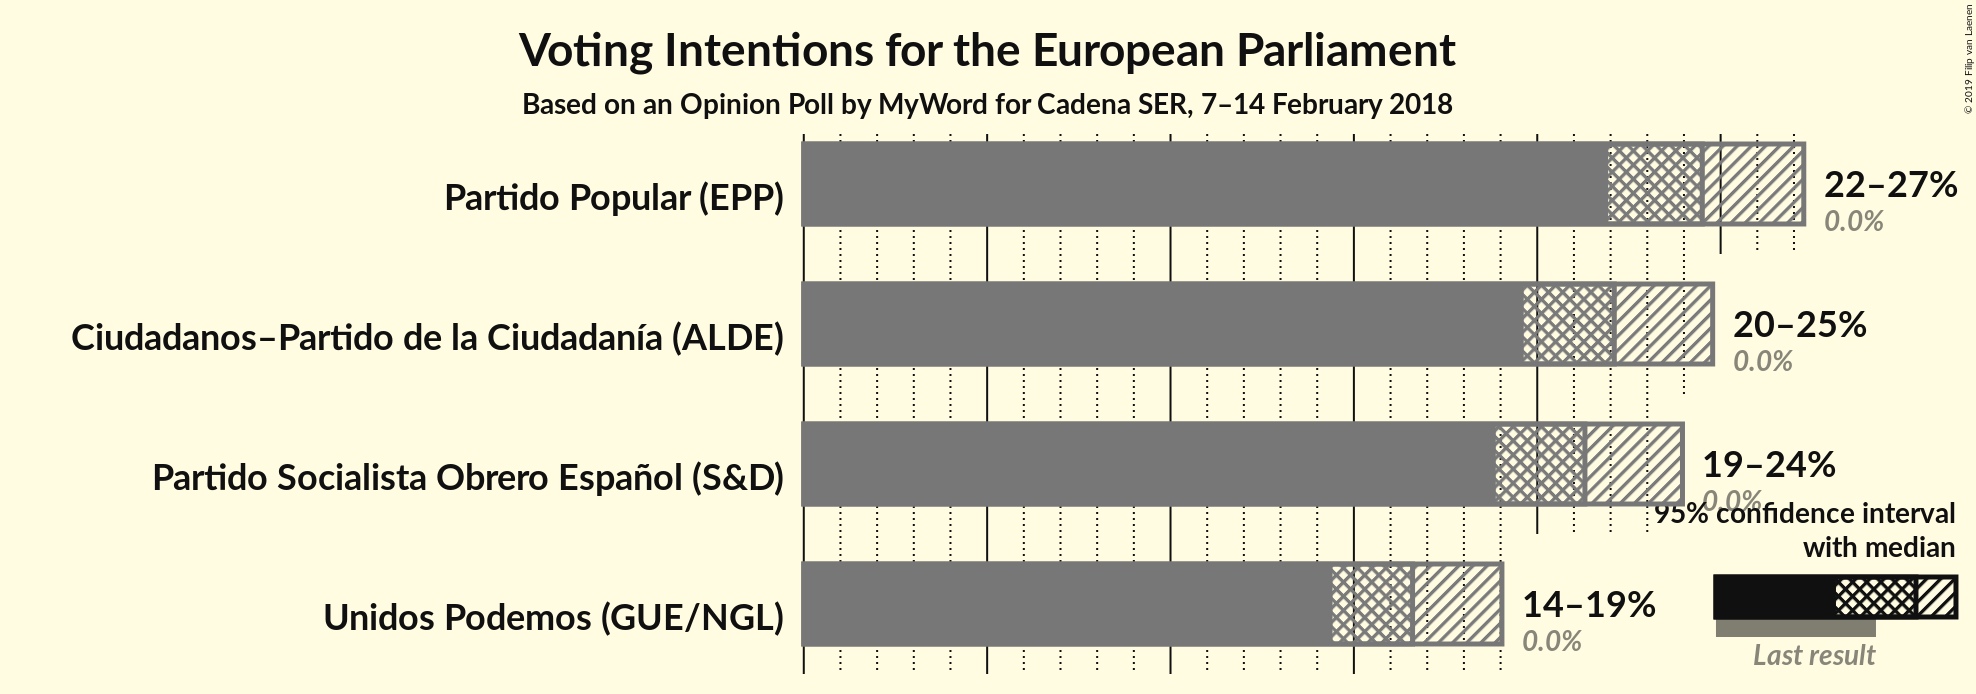 Voting Intentions for the European Parliament
Based on an Opinion Poll by MyWord for Cadena SER, 7–14 February 2018
© 2019 Filip van Laenen
Partido Popular (EPP)
22–27%
0.0%
Ciudadanos–Partido de la Ciudadanía (ALDE)
20–25%
0.0%
Partido Socialista Obrero Español (S&D)
19–24%
0.0%
95% confidence interval
with median
Unidos Podemos (GUE/NGL)
14–19%
0.0%
Last result